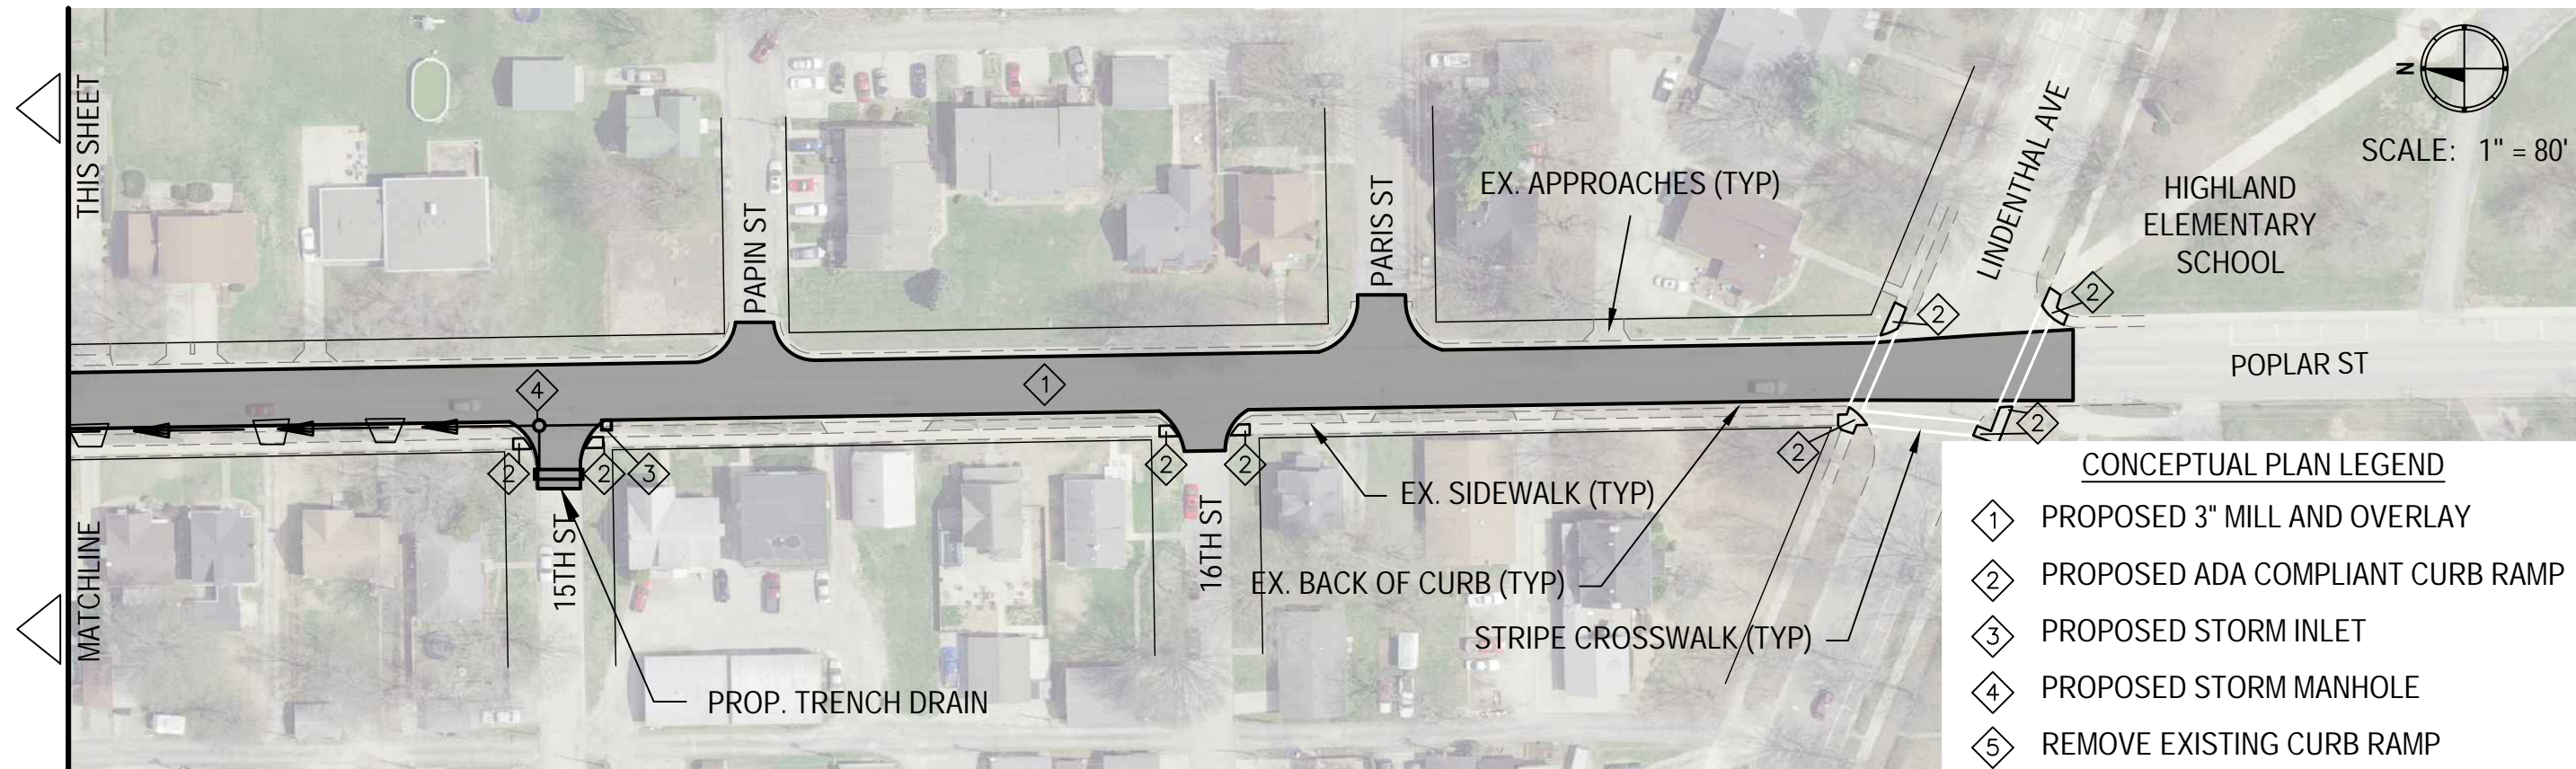 THIS SHEET
MATCHLINE
N
SCALE: 1" = 80'
PAPIN ST
PARIS ST
LINDENTHAL AVE
EX. APPROACHES (TYP)
HIGHLAND
ELEMENTARY
SCHOOL
2
2
POPLAR ST
4
1
2
2
3
2
2
2
2
15TH ST
16TH ST
EX. SIDEWALK (TYP)
EX. BACK OF CURB (TYP)
STRIPE CROSSWALK (TYP)
PROP. TRENCH DRAIN
CONCEPTUAL PLAN LEGEND
1 PROPOSED 3" MILL AND OVERLAY
2 PROPOSED ADA COMPLIANT CURB RAMP
3 PROPOSED STORM INLET
4 PROPOSED STORM MANHOLE
5 REMOVE EXISTING CURB RAMP